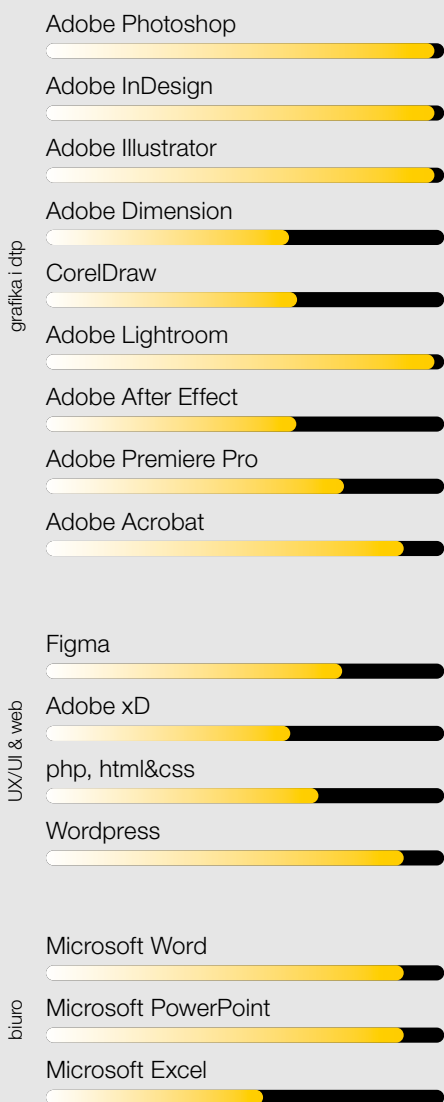 grafika i dtp
Adobe Photoshop
Adobe InDesign
Adobe Illustrator
Adobe Dimension
CorelDraw
Adobe Lightroom
Adobe After Effect
Adobe Premiere Pro
Adobe Acrobat
UX/UI & web
Figma
Adobe xD
php, html&css
Wordpress
biuro
Microsoft Word
Microsoft PowerPoint
Microsoft Excel